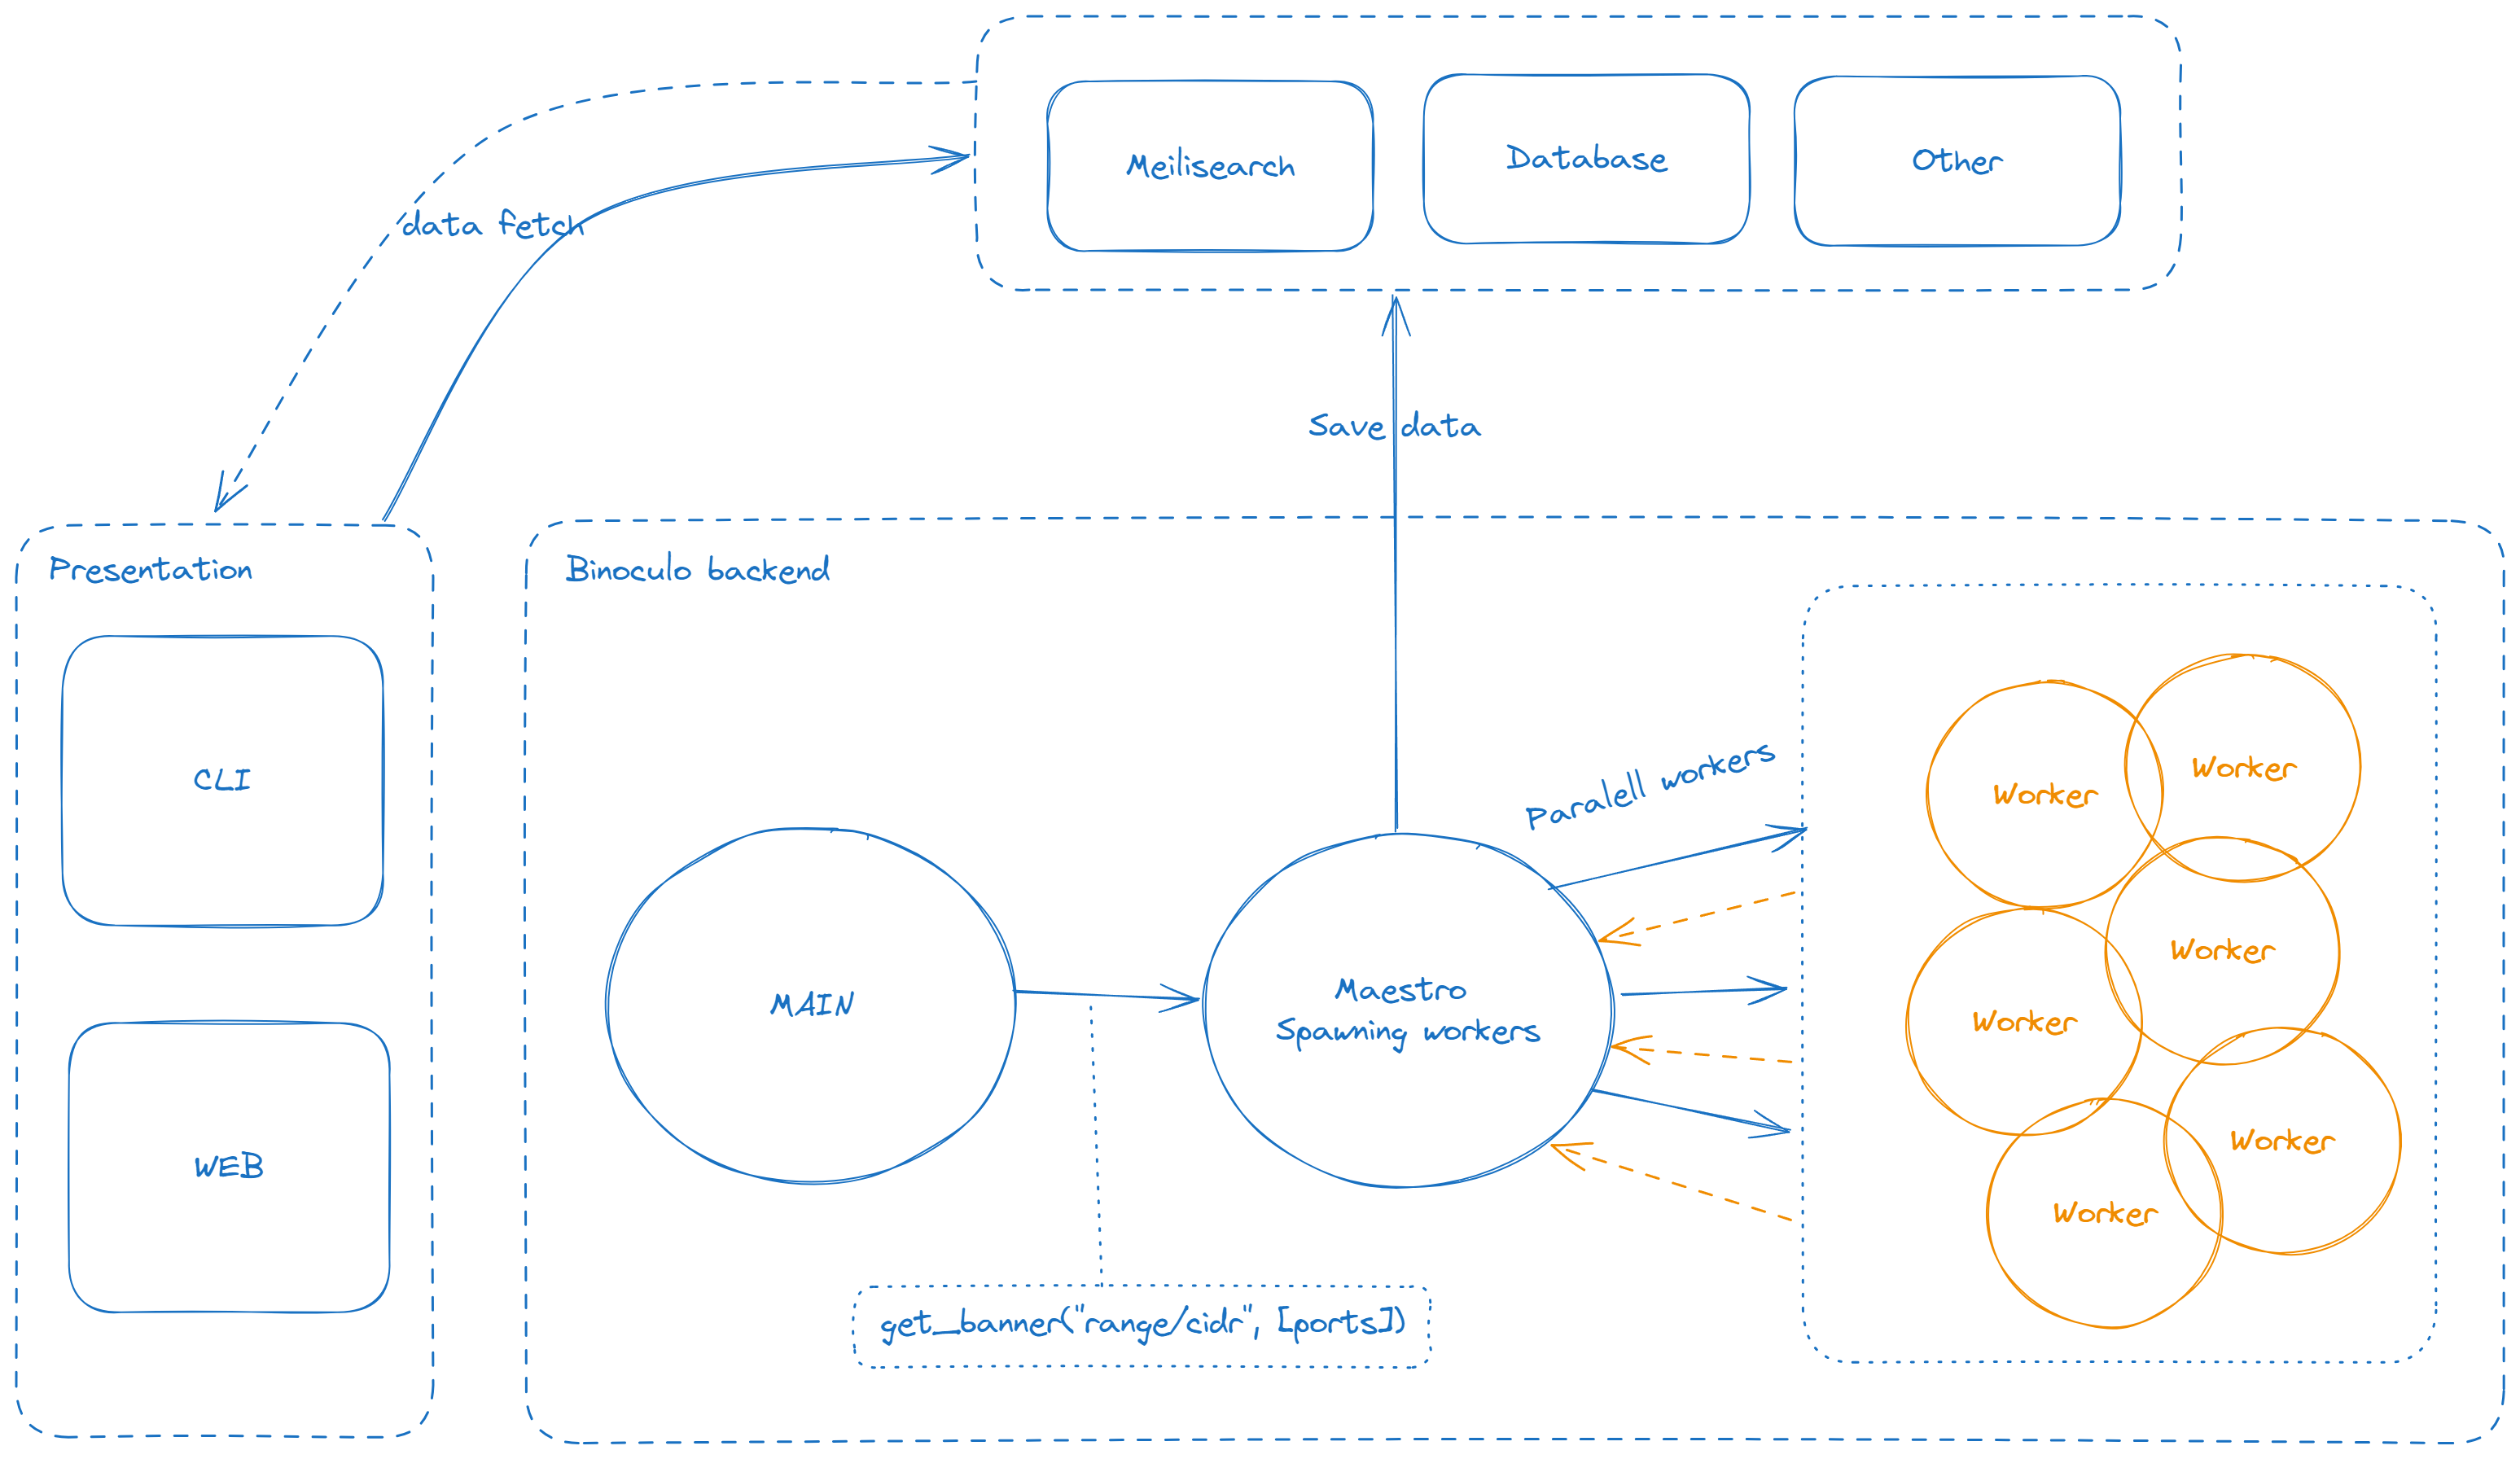 Meilisearch
Database
Other
data fetch
Save data
Presentation
Binoculo backend
CLI
WEB
MAIN
Maestro
Spawning workers
Paralell workers
Worker
Worker
Worker
Worker
Worker
Worker
get_banner("range/cidr", [ports])